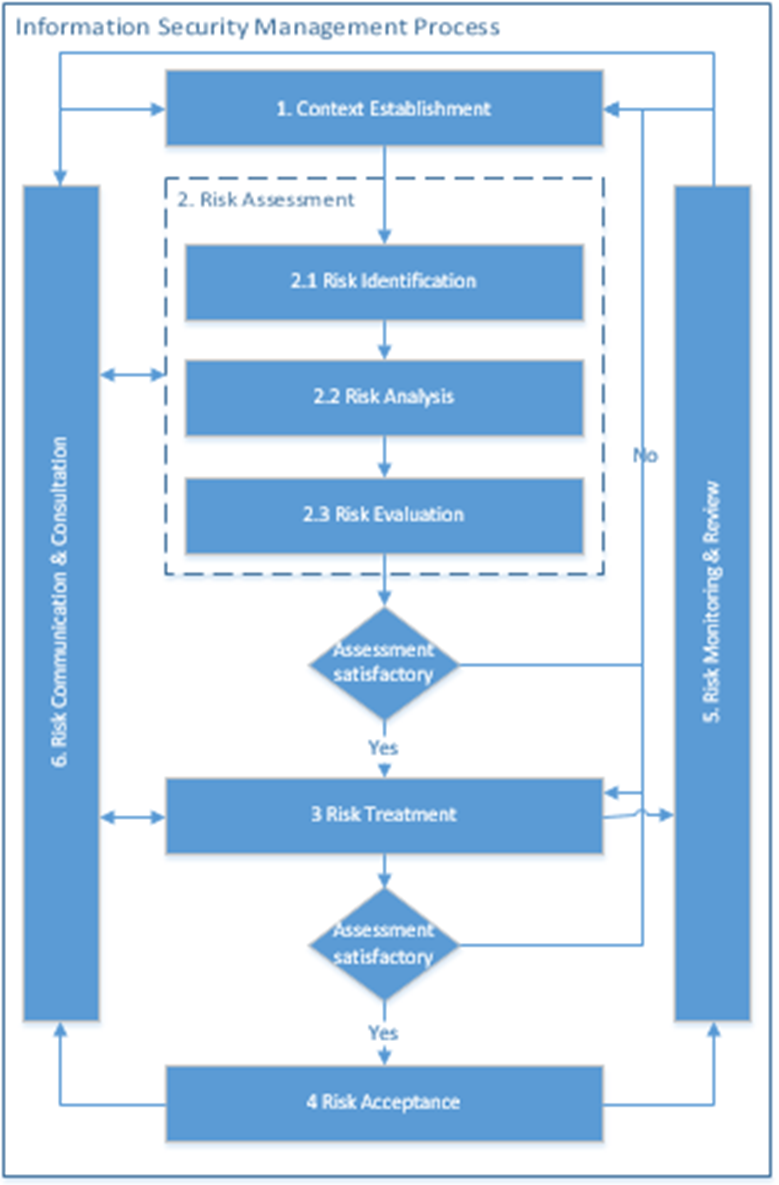 Information Security Management Process
1. Context Establishment
2. Risk Assessment
2.1 Risk Identification
2.2 Risk Analysis
2.3 Risk Evaluation
No
6. Risk Communication & Consultation
5. Risk Monitoring & Review
Assessment
satisfactory
Yes
3 Risk Treatment
Assessment
satisfactory
Yes
4 Risk Acceptance